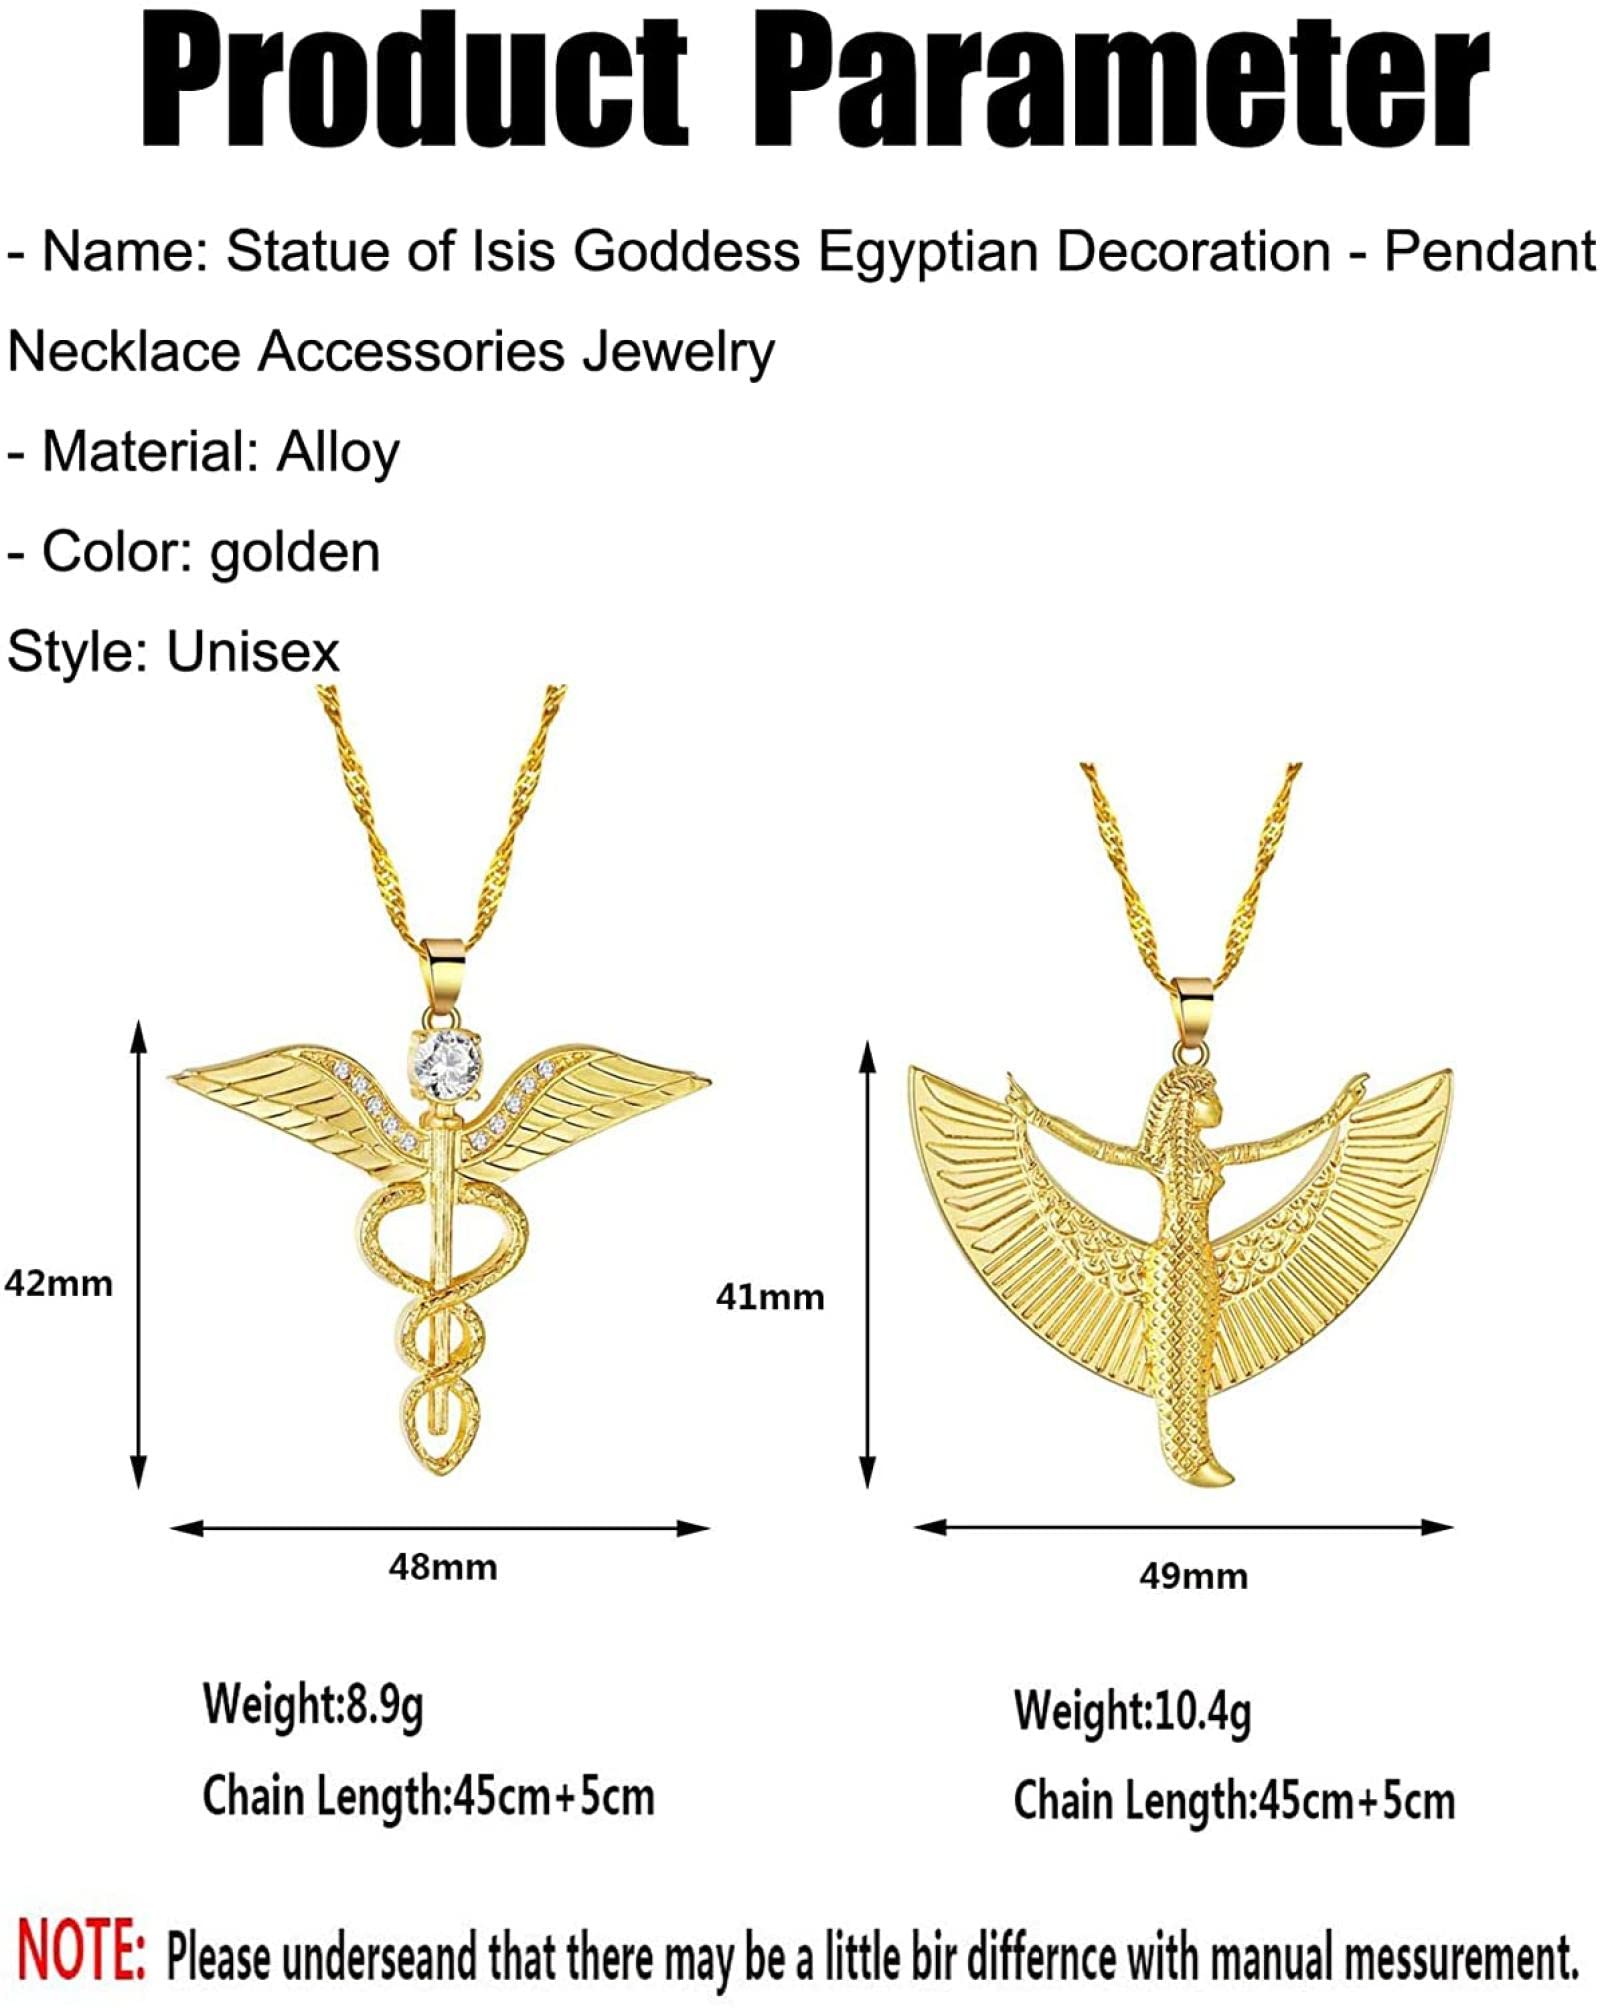 Product Parameter
- Name: Statue of Isis Goddess Egyptian Decoration - Pendant
Necklace Accessories Jewelry
- Material: Alloy
- Color: golden
Style: Unisex
42mm
48mm
41mm
49mm
Weight:8.9g
Chain Length:45cm+5cm
Weight:10.4g
Chain Length:45cm+5cm
NOTE: Please underseand that there may be a little bir differnce with manual messurement.